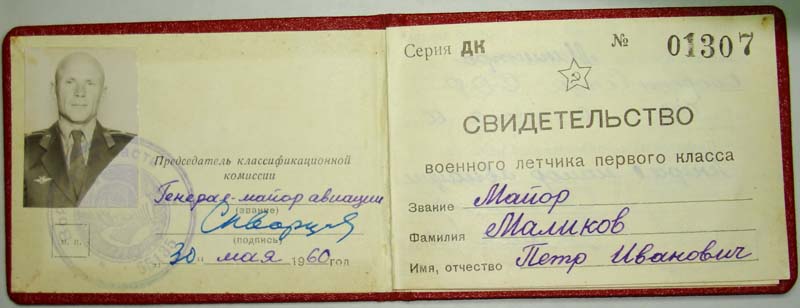 Председатель классификационной
комиссии
Генерал-майор авиации
(звание)
Скворцов
(подпись)
м. п.
„30" мая 1960 год
Серия ДК № 01307
СВИДЕТЕЛЬСТВО
военного летчика первого класса
Звание Майор
Фамилия Маликов
Имя, отчество Петр Иванович